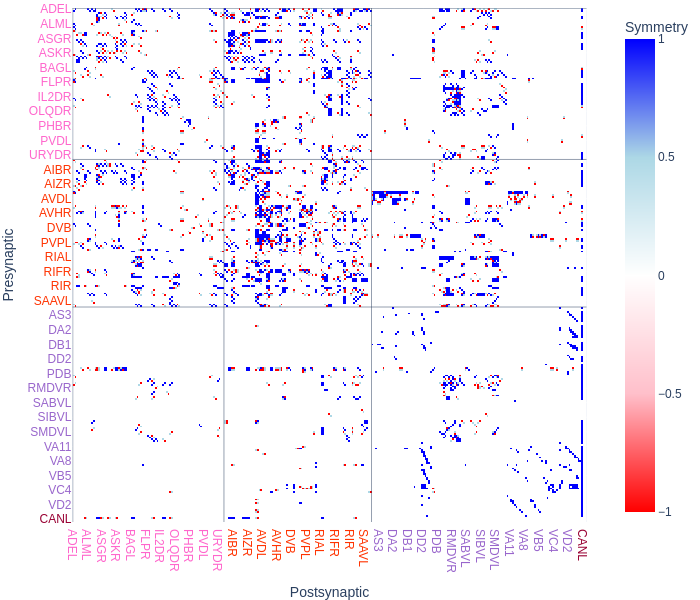 Symmetry
1
0.5
0
−0.5
−1
Presynaptic
ADEL
ALML
ASGR
ASKR
BAGL
FLPR
IL2DR
OLQDR
PHBR
PVDL
URYDR
AIBR
AIZR
AVDL
AVHR
DVB
PVPL
RIAL
RIFR
RIR
SAAVL
AS3
DA2
DB1
DD2
PDB
RMDVR
SABVL
SIBVL
SMDVL
VA11
VA8
VB5
VC4
VD2
CANL
ADEL
ALML
ASGR
ASKR
BAGL
FLPR
IL2DR
OLQDR
PHBR
PVDL
URYDR
AIBR
AIZR
AVDL
AVHR
DVB
PVPL
RIAL
RIFR
RIR
SAAVL
AS3
DA2
DB1
DD2
PDB
RMDVR
SABVL
SIBVL
SMDVL
VA11
VA8
VB5
VC4
VD2
CANL
Postsynaptic